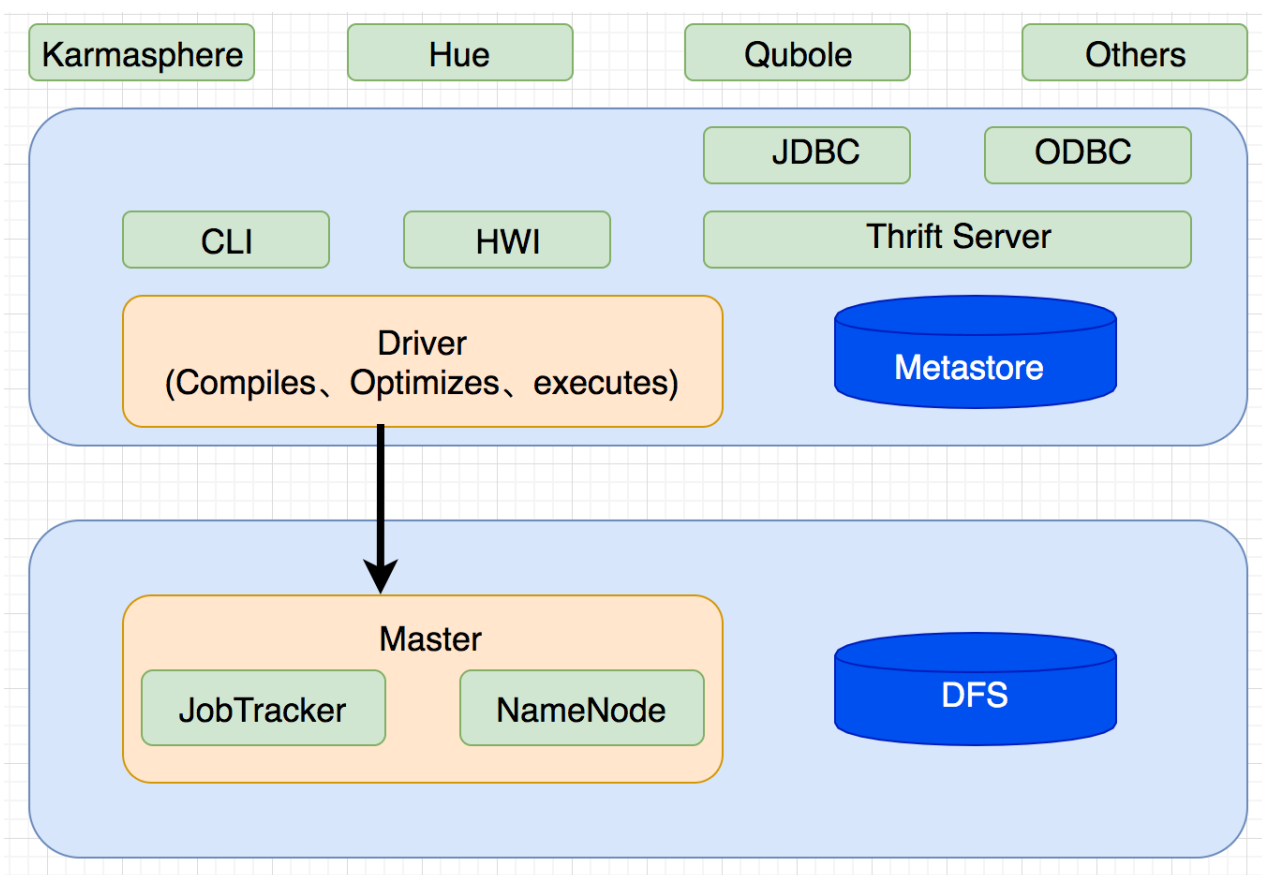 Karmasphere
Hue
Qubole
Others
JDBC
ODBC
CLI
HWI
Thrift Server
Driver
(Compiles、Optimizes、executes)
Metastore
Master
JobTracker
NameNode
DFS